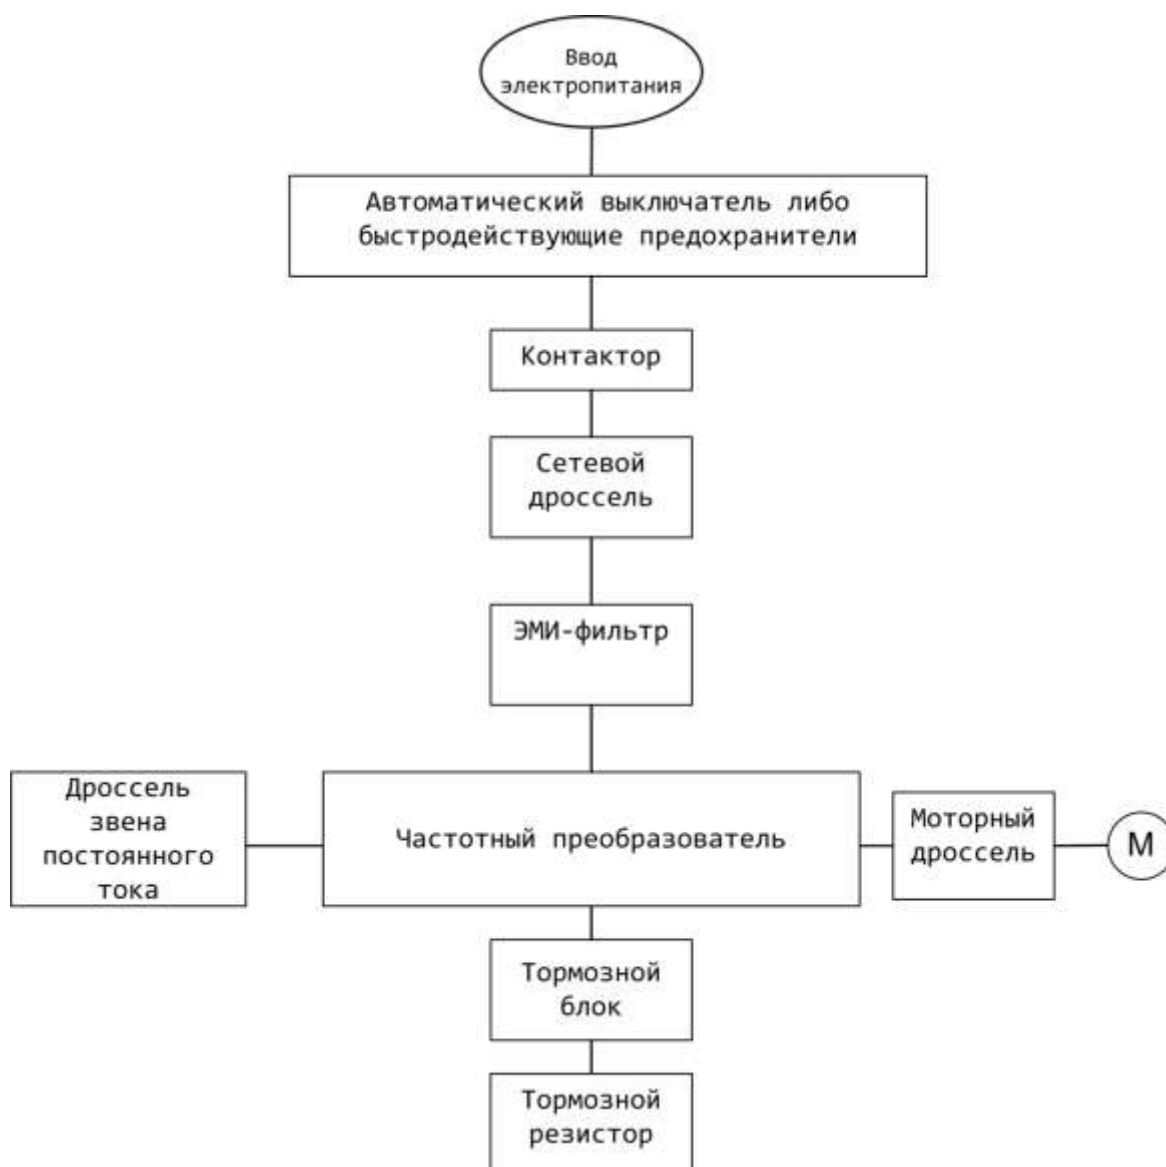 Ввод
электропитания
Автоматический выключатель либо
быстродействующие предохранители
Контактор
Сетевой
дроссель
ЭМИ-фильтр
Дроссель
звена
постоянного
тока
Частотный преобразователь
Моторный
дроссель
М
Тормозной
блок
Тормозной
резистор